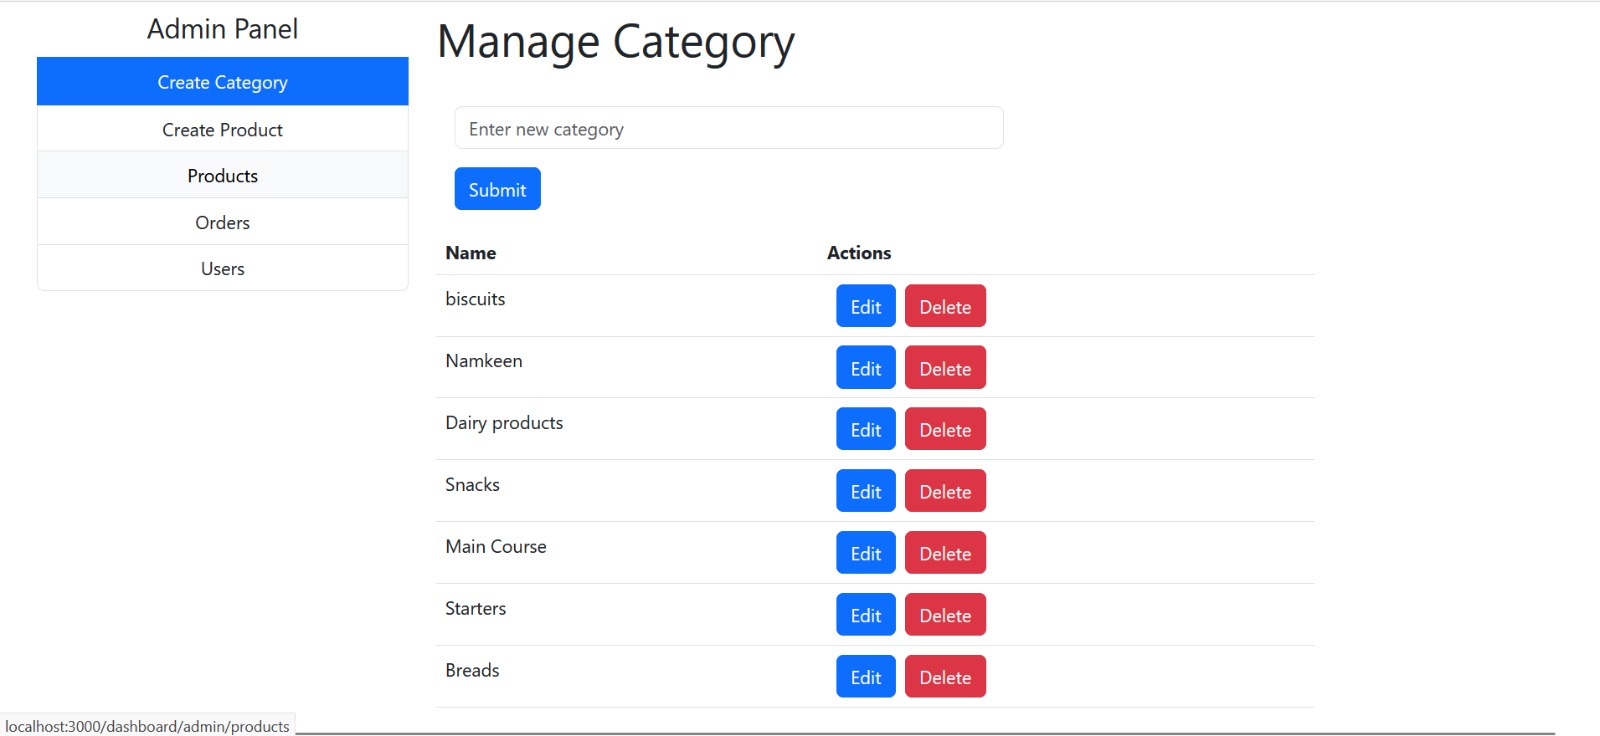 Admin Panel
Create Category
Create Product
Products
Orders
Users
Manage Category
Enter new category
Submit
Name Actions
biscuits Edit Delete
Namkeen Edit Delete
Dairy products Edit Delete
Snacks Edit Delete
Main Course Edit Delete
Starters Edit Delete
Breads Edit Delete
localhost:3000/dashboard/admin/products